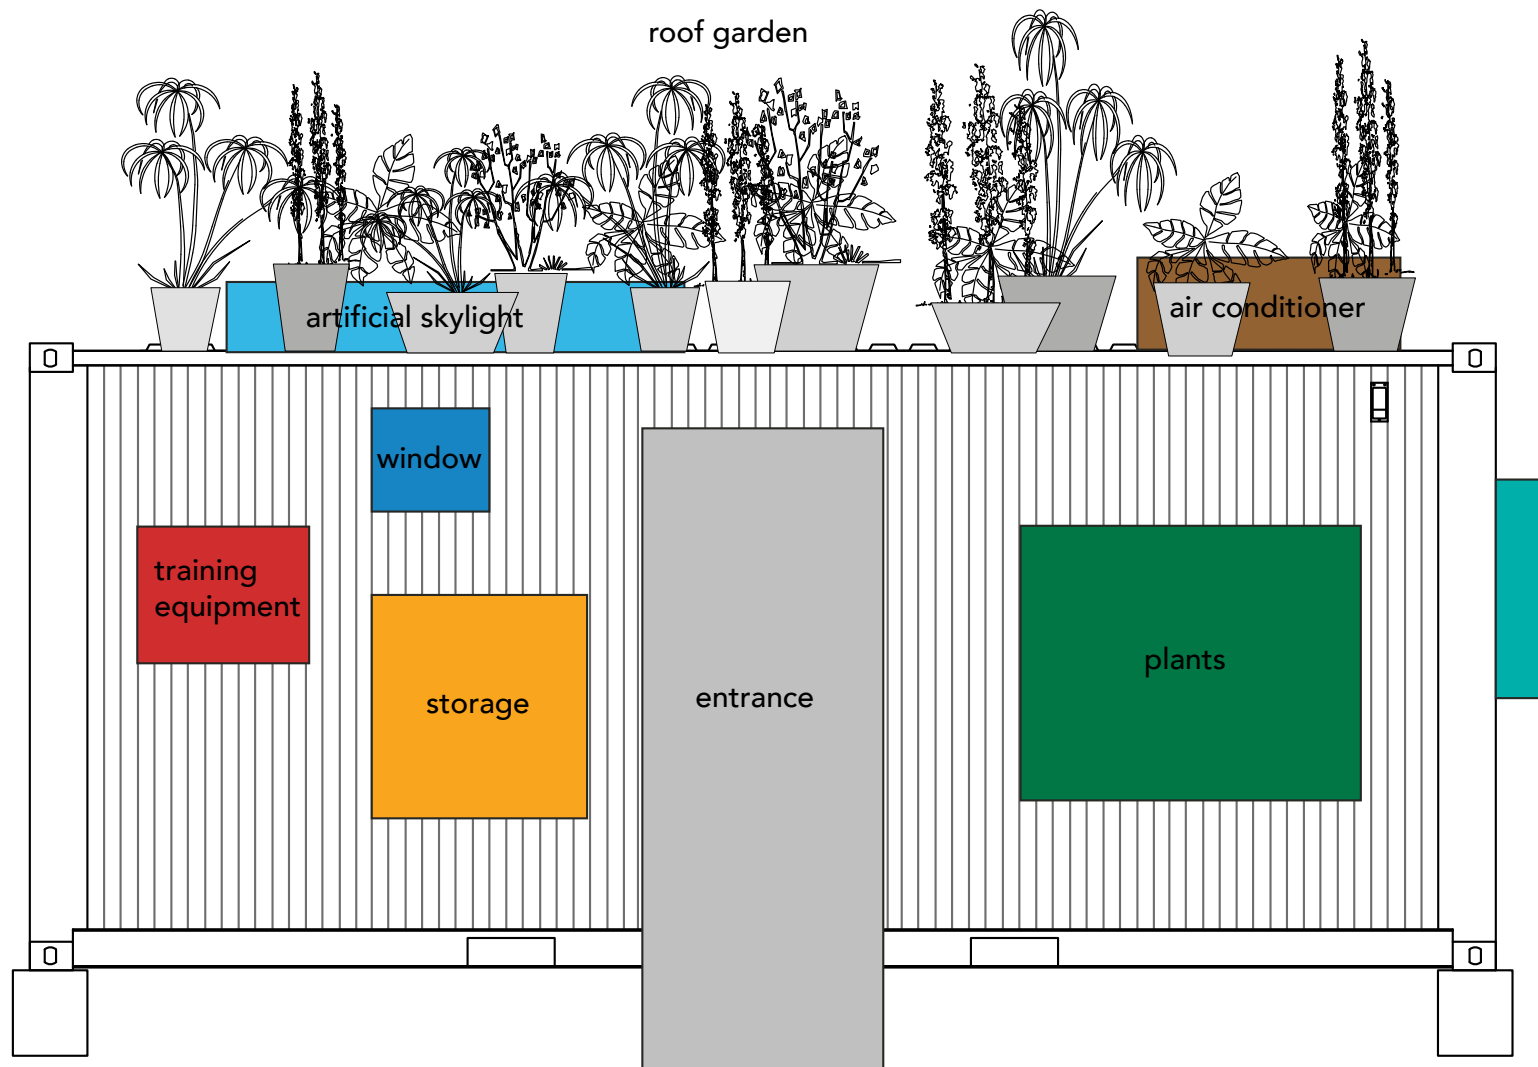 roof garden
artificial skylight
air conditioner
window
training
equipment
storage
entrance
plants